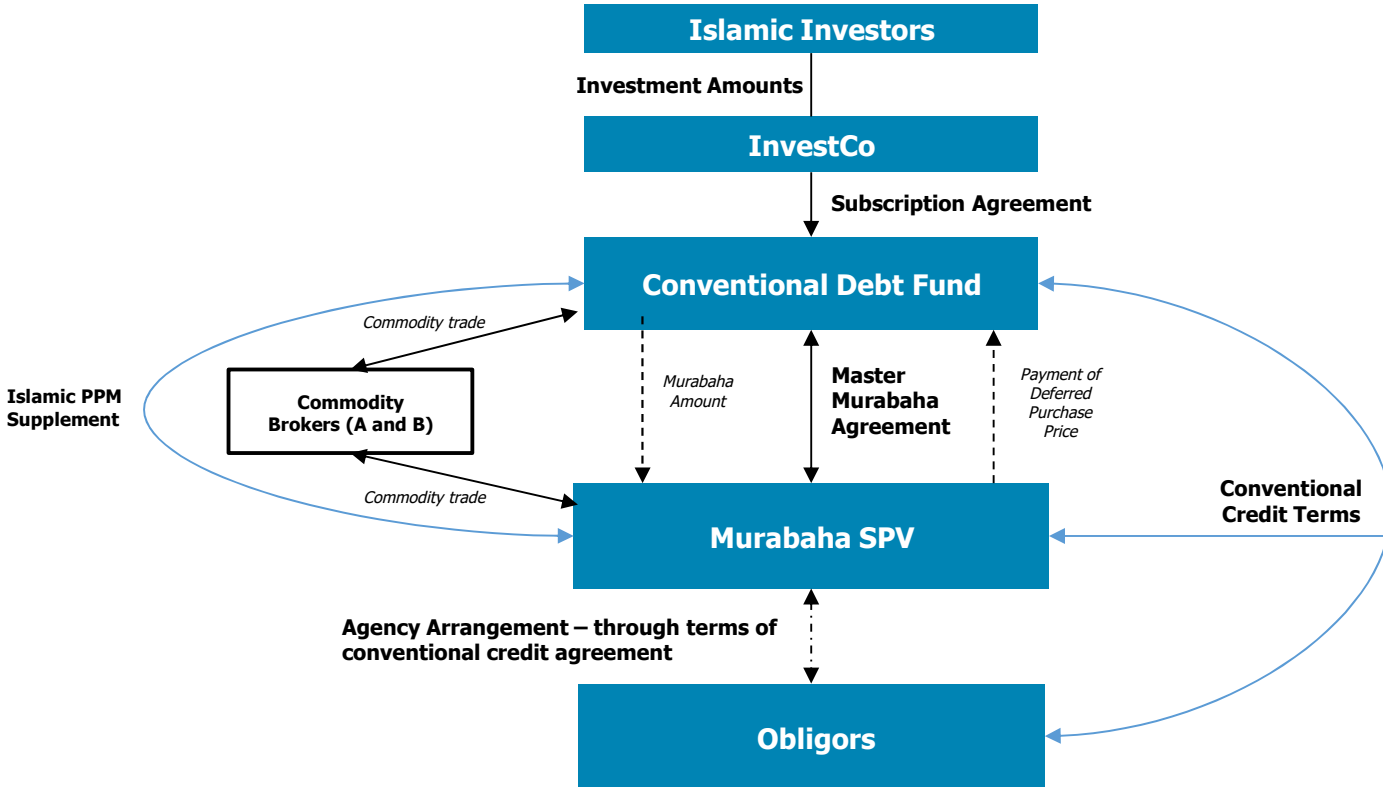 Islamic Investors
Investment Amounts
InvestCo
Subscription Agreement
Conventional Debt Fund
Commodity trade
Islamic PPM
Supplement
Commodity
Brokers (A and B)
Murabaha
Amount
Master
Murabaha
Agreement
Payment of
Deferred
Purchase
Price
Commodity trade
Conventional
Credit Terms
Murabaha SPV
Agency Arrangement – through terms of
conventional credit agreement
Obligors